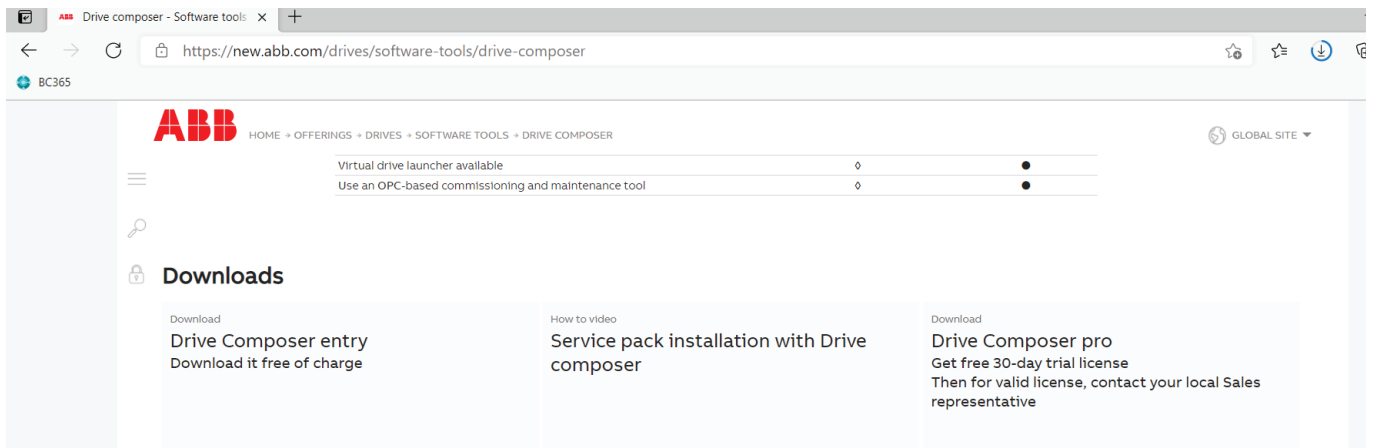 ABB Drive composer - Software tools
https://new.abb.com/drives/software-tools/drive-composer
BC365
ABB HOME → OFFERINGS → DRIVES → SOFTWARE TOOLS → DRIVE COMPOSER GLOBAL SITE
Virtual drive launcher available ◊ ●
Use an OPC-based commissioning and maintenance tool ◊ ●
Downloads
Download
Drive Composer entry
Download it free of charge
How to video
Service pack installation with Drive
composer
Download
Drive Composer pro
Get free 30-day trial license
Then for valid license, contact your local Sales
representative